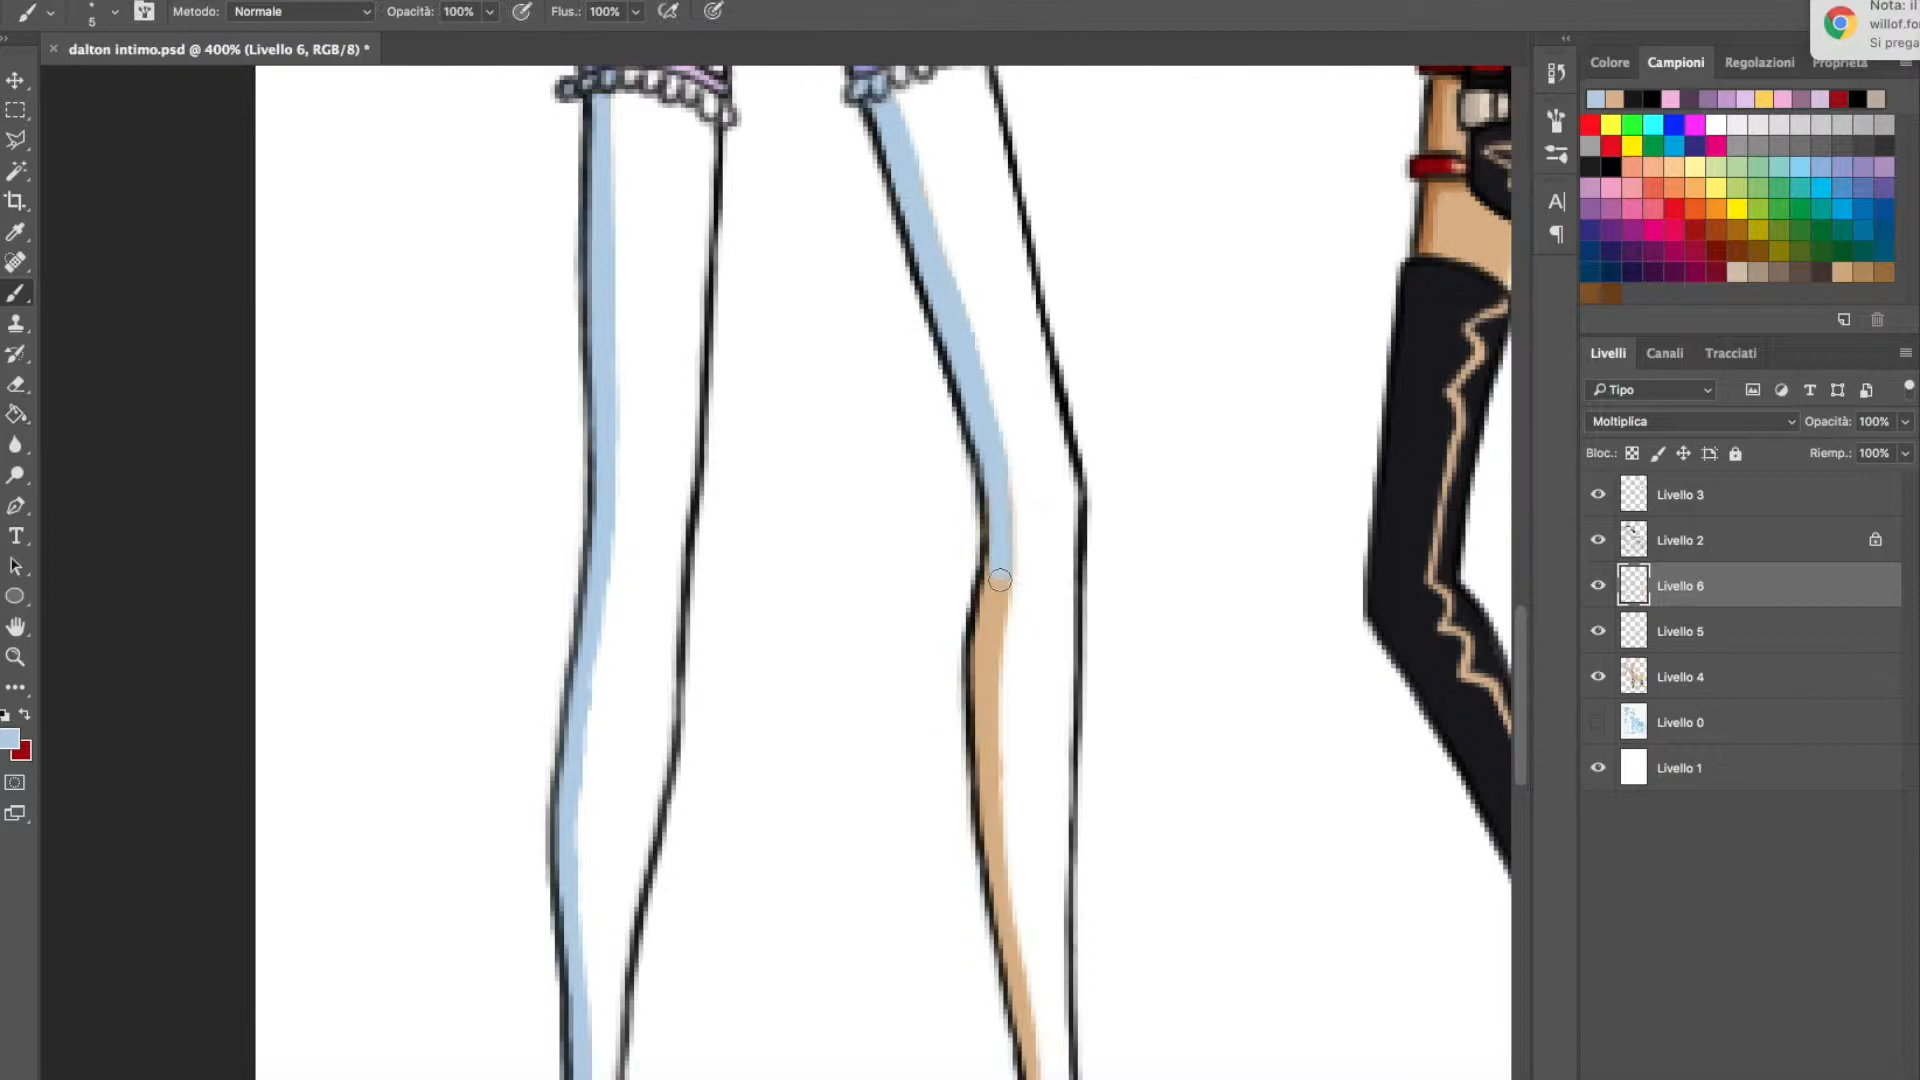 5 Metodo: Normale Opacità: 100% Flus.: 100%
Nota: il
willof.fo
Si prega
dalton intimo.psd @ 400% (Livello 6, RGB/8) *
Colore Campioni Regolazioni Proprietà
Livelli Canali Tracciati
Tipo
Moltiplica Opacità: 100%
Bloc.: Riemp.: 100%
Livello 3
Livello 2
Livello 6
Livello 5
Livello 4
Livello 0
Livello 1